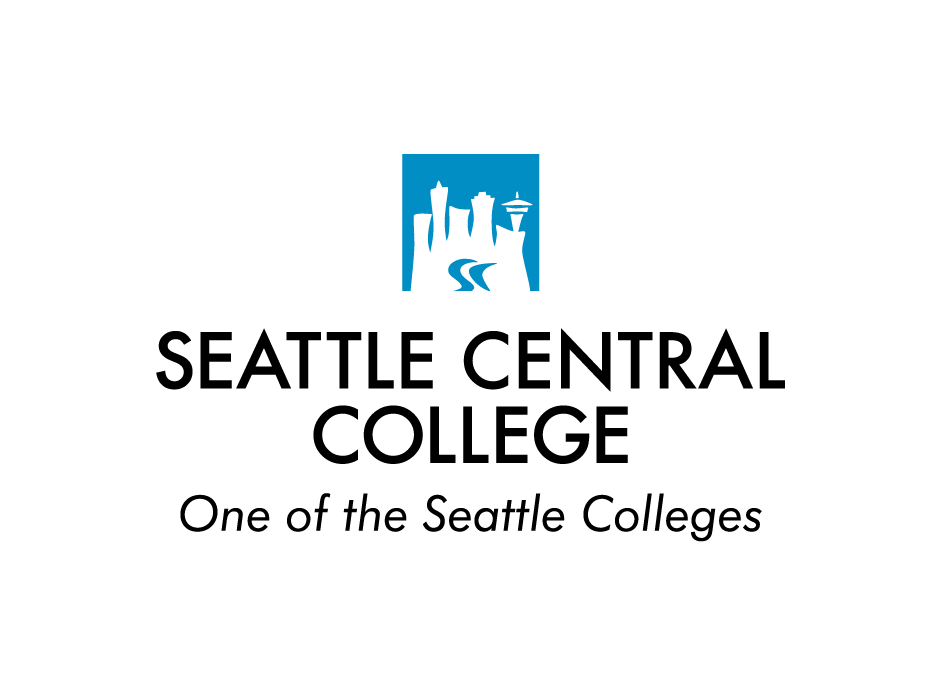 SEATTLE CENTRAL
COLLEGE
One of the Seattle Colleges